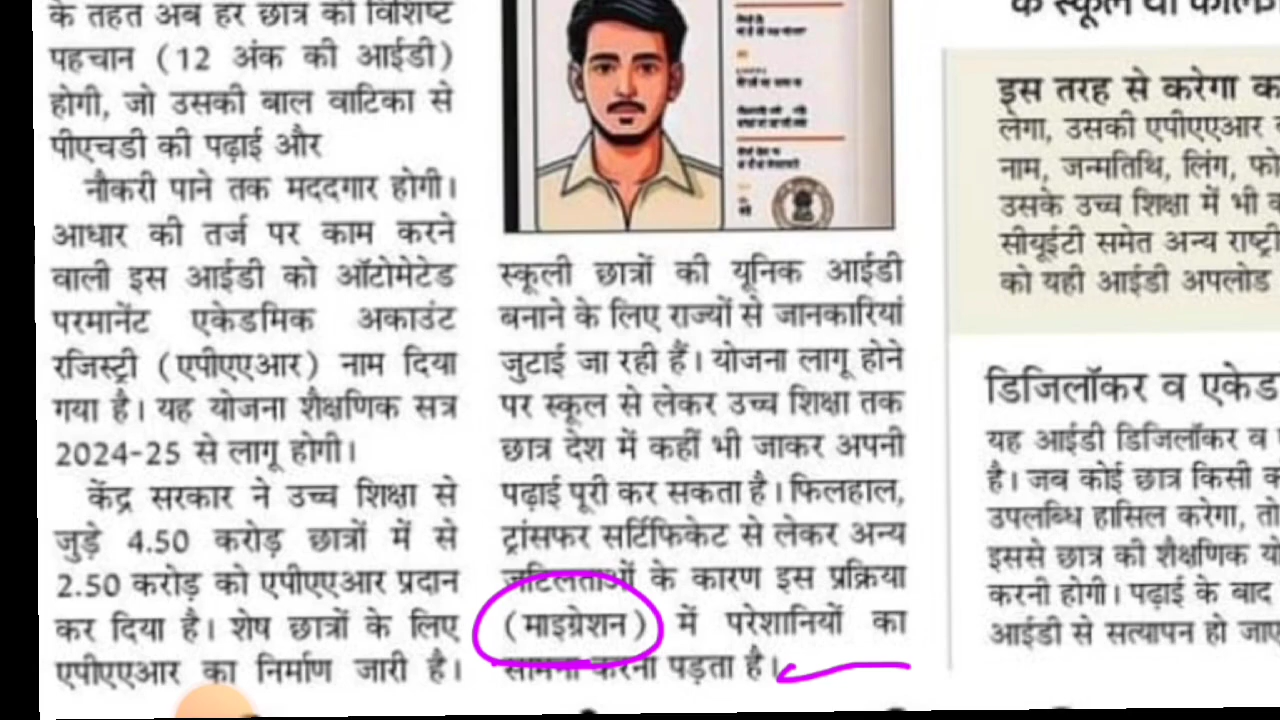 के तहत अब हर छात्र की विशिष्ट
पहचान (12 अंक की आईडी)
होगी, जो उसकी बाल वाटिका से
पीएचडी की पढ़ाई और
नौकरी पाने तक मददगार होगी।
आधार की तर्ज पर काम करने
वाली इस आईडी को ऑटोमेटेड
परमानेंट एकेडमिक अकाउंट
रजिस्ट्री (एपीएएआर) नाम दिया
गया है। यह योजना शैक्षणिक सत्र
2024-25 से लागू होगी।
केंद्र सरकार ने उच्च शिक्षा से
जुड़े 4.50 करोड़ छात्रों में से
2.50 करोड़ को एपीएएआर प्रदान
कर दिया है। शेष छात्रों के लिए
एपीएएआर का निर्माण जारी है।
स्कूली छात्रों की यूनिक आईडी
बनाने के लिए राज्यों से जानकारियां
जुटाई जा रही हैं। योजना लागू होने
पर स्कूल से लेकर उच्च शिक्षा तक
छात्र देश में कहीं भी जाकर अपनी
पढ़ाई पूरी कर सकता है। फिलहाल,
ट्रांसफर सर्टिफिकेट से लेकर अन्य
जटिलताओं के कारण इस प्रक्रिया
(माइग्रेशन) में परेशानियों का
सामना करना पड़ता है।
के स्कूल या
इस तरह से करेगा
लेगा, उसकी एपीएएआर
नाम, जन्मतिथि, लिंग,
उसके उच्च शिक्षा में भी
सीयूईटी समेत अन्य
को यही आईडी अपलोड
डिजिलॉकर व
यह आईडी डिजिलॉकर व
है। जब कोई छात्र किसी
उपलब्धि हासिल करेगा, तो
इससे छात्र की शैक्षणिक
करनी होगी। पढ़ाई के बाद
आईडी से सत्यापन हो